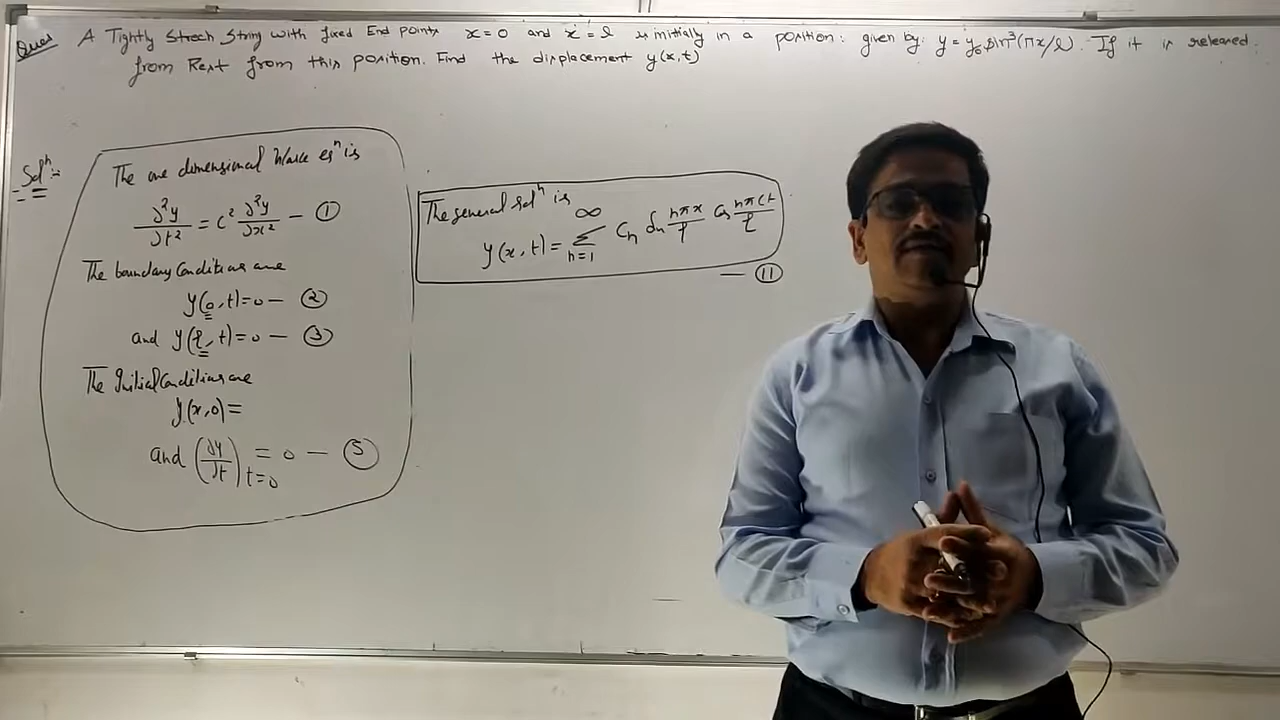 Ques A Tightly Strech String with fixed End points x=0 and x=l is initially in a position: given by: y = y₀ sin³(πx/l). If it is released
from Rest from this position. Find the displacement y(x,t)
Solⁿ:-
The one dimensional Wave eqⁿ is
∂²y/∂t² = c² ∂²y/∂x² — ①
The boundary Conditions are
y(0,t)=0 — ②
and y(l,t)=0 — ③
The Initial Conditions are
y(x,0)=
and (∂y/∂t)t=0 = 0 — ⑤
The general Solⁿ is
y(x,t) = ∞Σn=1 Cn Sin nπx/l Cos nπct/l
— ⑪